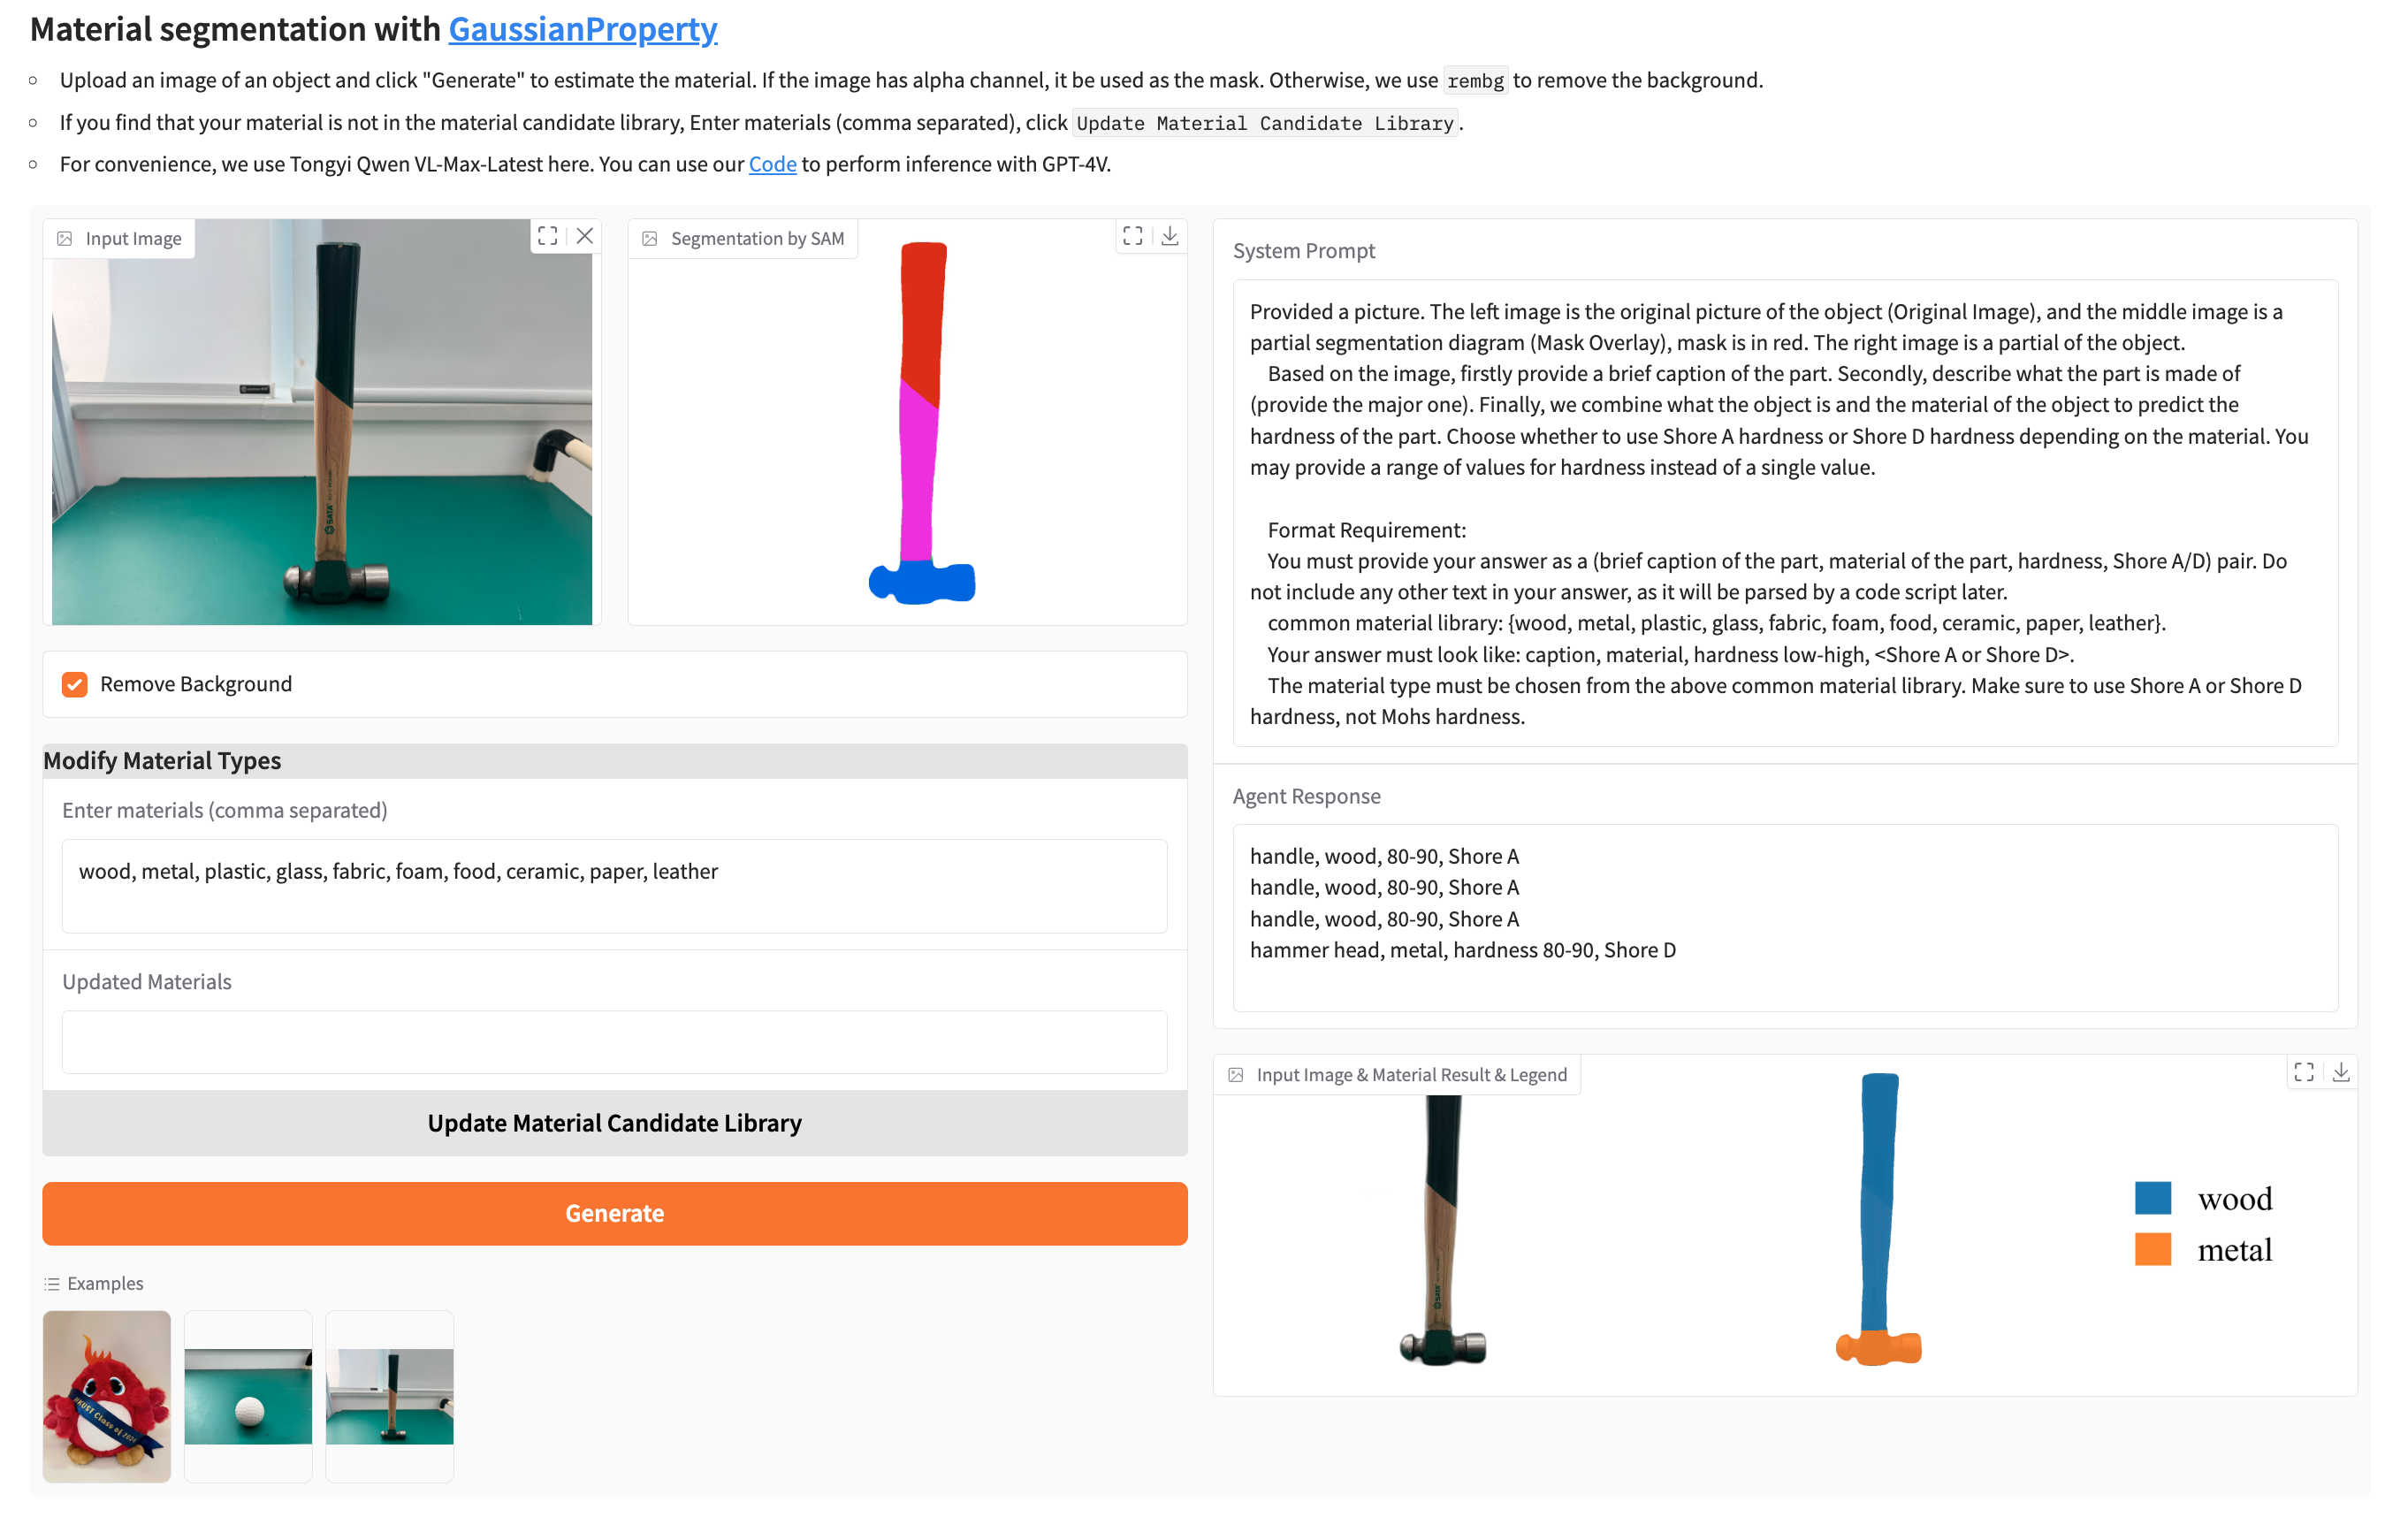 Material segmentation with GaussianProperty
Upload an image of an object and click "Generate" to estimate the material. If the image has alpha channel, it be used as the mask. Otherwise, we use rembg to remove the background.
If you find that your material is not in the material candidate library, Enter materials (comma separated), click Update Material Candidate Library.
For convenience, we use Tongyi Qwen VL-Max-Latest here. You can use our Code to perform inference with GPT-4V.
Input Image
SATA
Segmentation by SAM
Remove Background
Modify Material Types
Enter materials (comma separated)
wood, metal, plastic, glass, fabric, foam, food, ceramic, paper, leather
Updated Materials
Update Material Candidate Library
Generate
Examples
HKUST Class of 2024
System Prompt
Provided a picture. The left image is the original picture of the object (Original Image), and the middle image is a
partial segmentation diagram (Mask Overlay), mask is in red. The right image is a partial of the object.
Based on the image, firstly provide a brief caption of the part. Secondly, describe what the part is made of
(provide the major one). Finally, we combine what the object is and the material of the object to predict the
hardness of the part. Choose whether to use Shore A hardness or Shore D hardness depending on the material. You
may provide a range of values for hardness instead of a single value.
Format Requirement:
You must provide your answer as a (brief caption of the part, material of the part, hardness, Shore A/D) pair. Do
not include any other text in your answer, as it will be parsed by a code script later.
common material library: {wood, metal, plastic, glass, fabric, foam, food, ceramic, paper, leather}.
Your answer must look like: caption, material, hardness low-high, <Shore A or Shore D>.
The material type must be chosen from the above common material library. Make sure to use Shore A or Shore D
hardness, not Mohs hardness.
Agent Response
handle, wood, 80-90, Shore A
handle, wood, 80-90, Shore A
handle, wood, 80-90, Shore A
hammer head, metal, hardness 80-90, Shore D
Input Image & Material Result & Legend
SATA
wood
metal